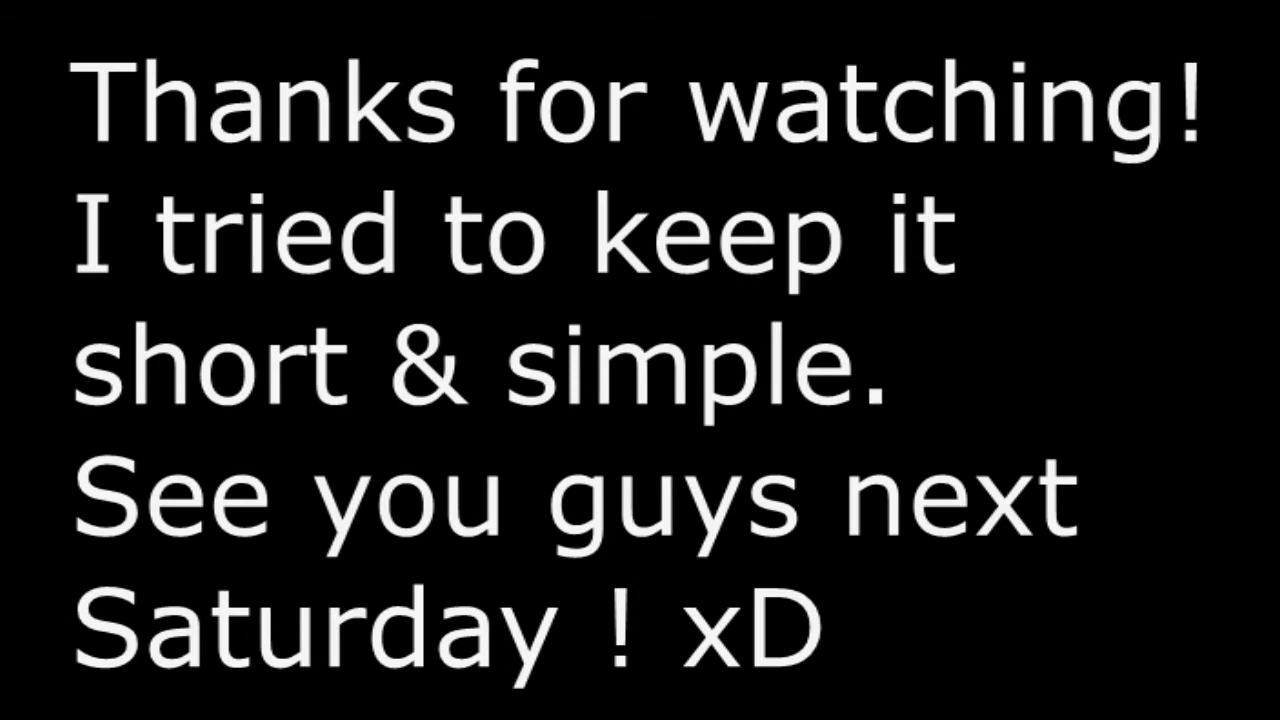 Thanks for watching!
I tried to keep it
short & simple.
See you guys next
Saturday ! xD